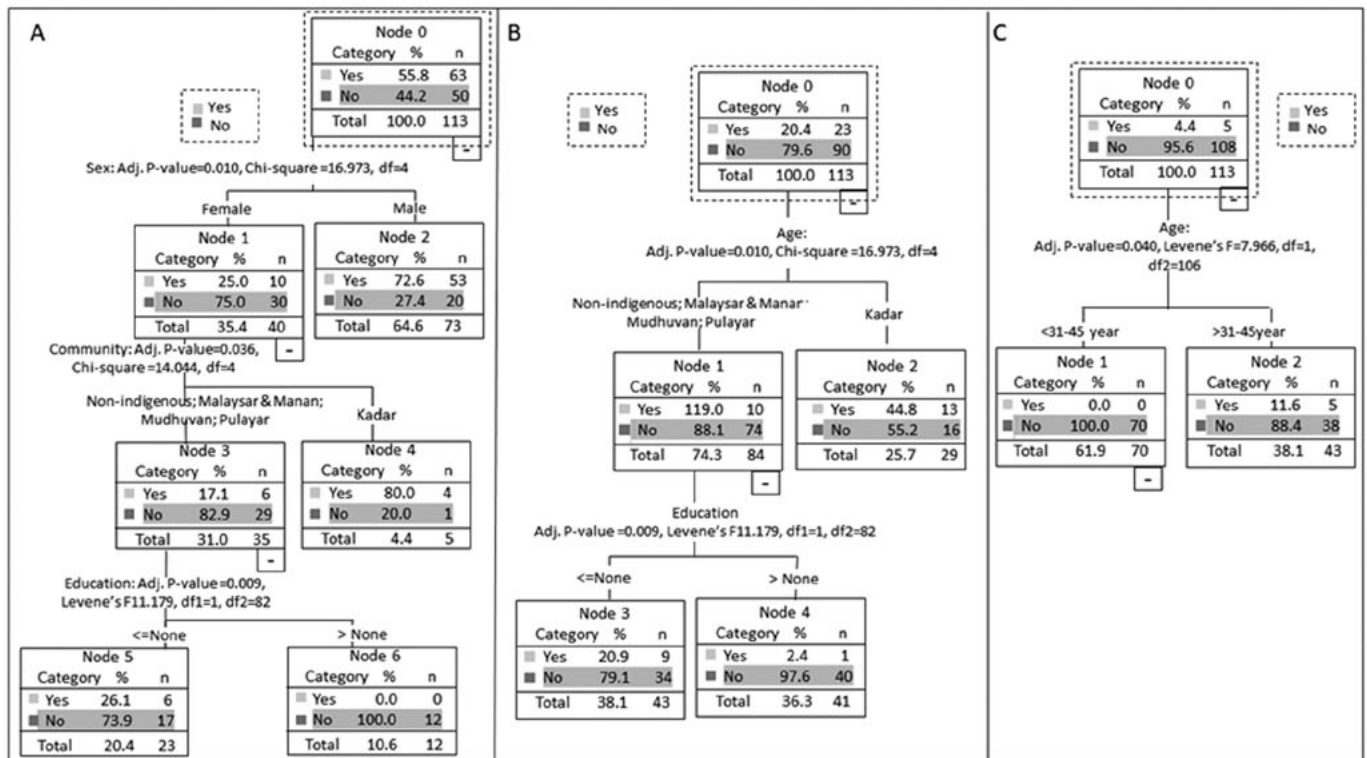 A
Node 0
Category % n
Yes 55.8 63
No 44.2 50
Total 100.0 113
-
Yes
No
Sex: Adj. P-value=0.010, Chi-square =16.973, df=4
Female
Male
Node 1
Category % n
Yes 25.0 10
No 75.0 30
Total 35.4 40
-
Node 2
Category % n
Yes 72.6 53
No 27.4 20
Total 64.6 73
Community: Adj. P-value=0.036,
Chi-square =14.044, df=4
Non-indigenous; Malaysar & Manan;
Mudhuvan; Pulayar
Kadar
Node 3
Category % n
Yes 17.1 6
No 82.9 29
Total 31.0 35
-
Node 4
Category % n
Yes 80.0 4
No 20.0 1
Total 4.4 5
Education: Adj. P-value=0.009,
Levene's F11.179, df1=1, df2=82
<=None
> None
Node 5
Category % n
Yes 26.1 6
No 73.9 17
Total 20.4 23
Node 6
Category % n
Yes 0.0 0
No 100.0 12
Total 10.6 12
B
Yes
No
Node 0
Category % n
Yes 20.4 23
No 79.6 90
Total 100.0 113
-
Age:
Adj. P-value=0.010, Chi-square =16.973, df=4
Non-indigenous; Malaysar & Manan
Mudhuvan; Pulayar
Kadar
Node 1
Category % n
Yes 119.0 10
No 88.1 74
Total 74.3 84
-
Node 2
Category % n
Yes 44.8 13
No 55.2 16
Total 25.7 29
Education
Adj. P-value =0.009, Levene's F11.179, df1=1, df2=82
<=None
> None
Node 3
Category % n
Yes 20.9 9
No 79.1 34
Total 38.1 43
Node 4
Category % n
Yes 2.4 1
No 97.6 40
Total 36.3 41
C
Node 0
Category % n
Yes 4.4 5
No 95.6 108
Total 100.0 113
-
Yes
No
Age:
Adj. P-value=0.040, Levene's F=7.966, df=1,
df2=106
<31-45 year
>31-45year
Node 1
Category % n
Yes 0.0 0
No 100.0 70
Total 61.9 70
-
Node 2
Category % n
Yes 11.6 5
No 88.4 38
Total 38.1 43